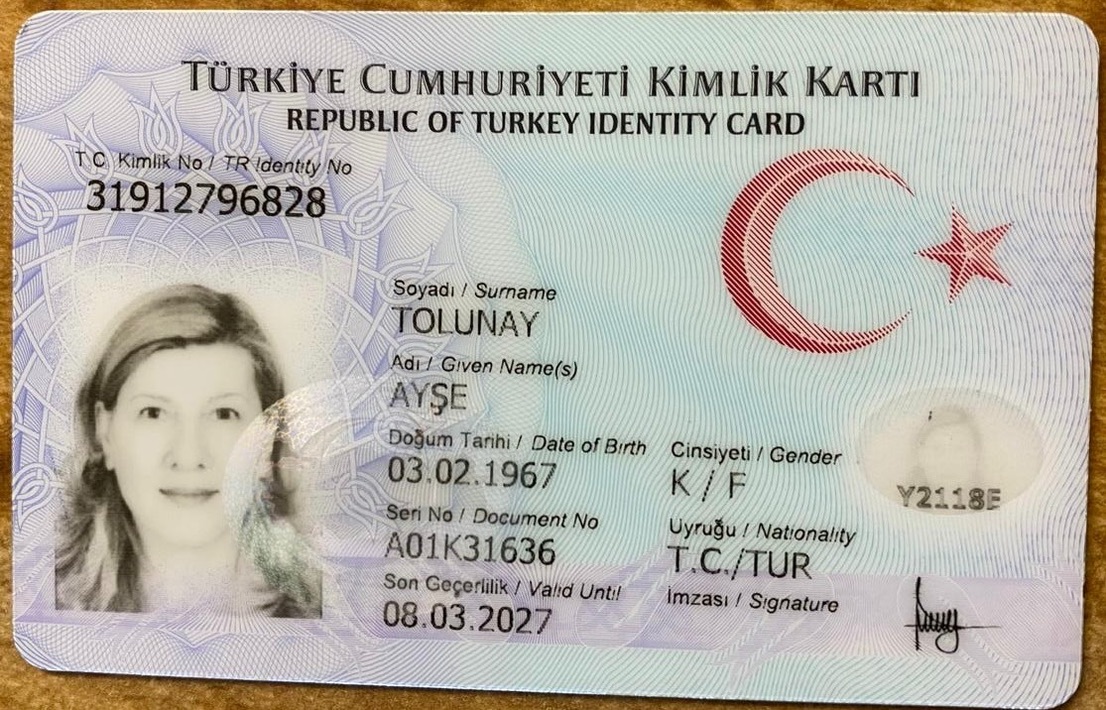 TÜRKİYE CUMHURİYETİ KİMLİK KARTI
REPUBLIC OF TURKEY IDENTITY CARD
T.C. Kimlik No / TR Identity No
31912796828
Soyadı / Surname
TOLUNAY
Adı / Given Name(s)
AYŞE
Doğum Tarihi / Date of Birth
03.02.1967
Cinsiyeti / Gender
K / F
Seri No / Document No
A01K31636
Uyruğu / Nationality
T.C./TUR
Son Geçerlilik / Valid Until
08.03.2027
İmzası / Signature
Y2118E